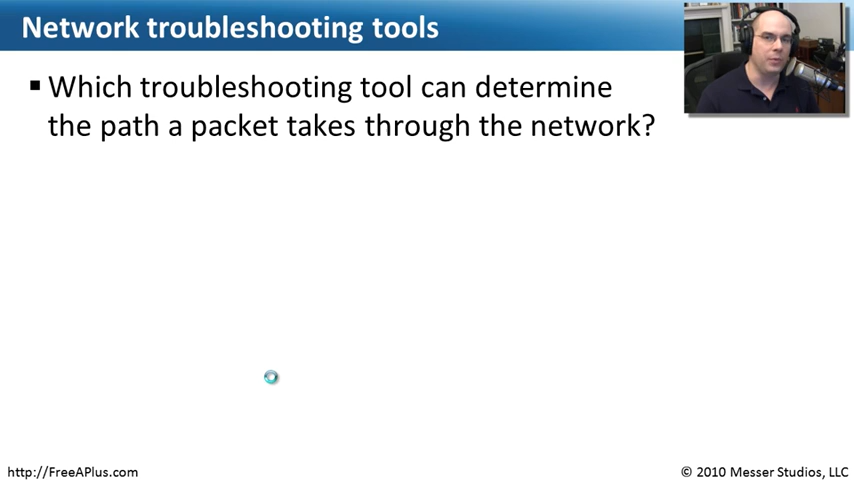 Network troubleshooting tools
▪ Which troubleshooting tool can determine
the path a packet takes through the network?
http://FreeAPlus.com
© 2010 Messer Studios, LLC